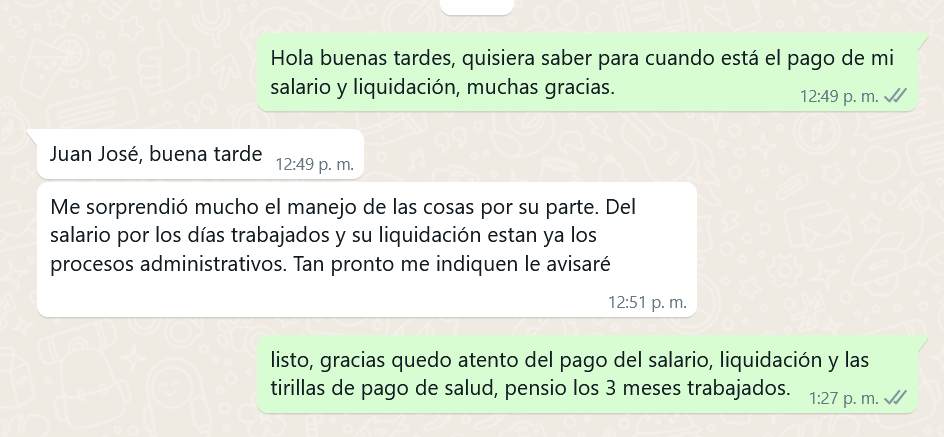 Hola buenas tardes, quisiera saber para cuando está el pago de mi
salario y liquidación, muchas gracias.
12:49 p. m.
Juan José, buena tarde
12:49 p. m.
Me sorprendió mucho el manejo de las cosas por su parte. Del
salario por los días trabajados y su liquidación estan ya los
procesos administrativos. Tan pronto me indiquen le avisaré
12:51 p. m.
listo, gracias quedo atento del pago del salario, liquidación y las
tirillas de pago de salud, pensio los 3 meses trabajados.
1:27 p. m.